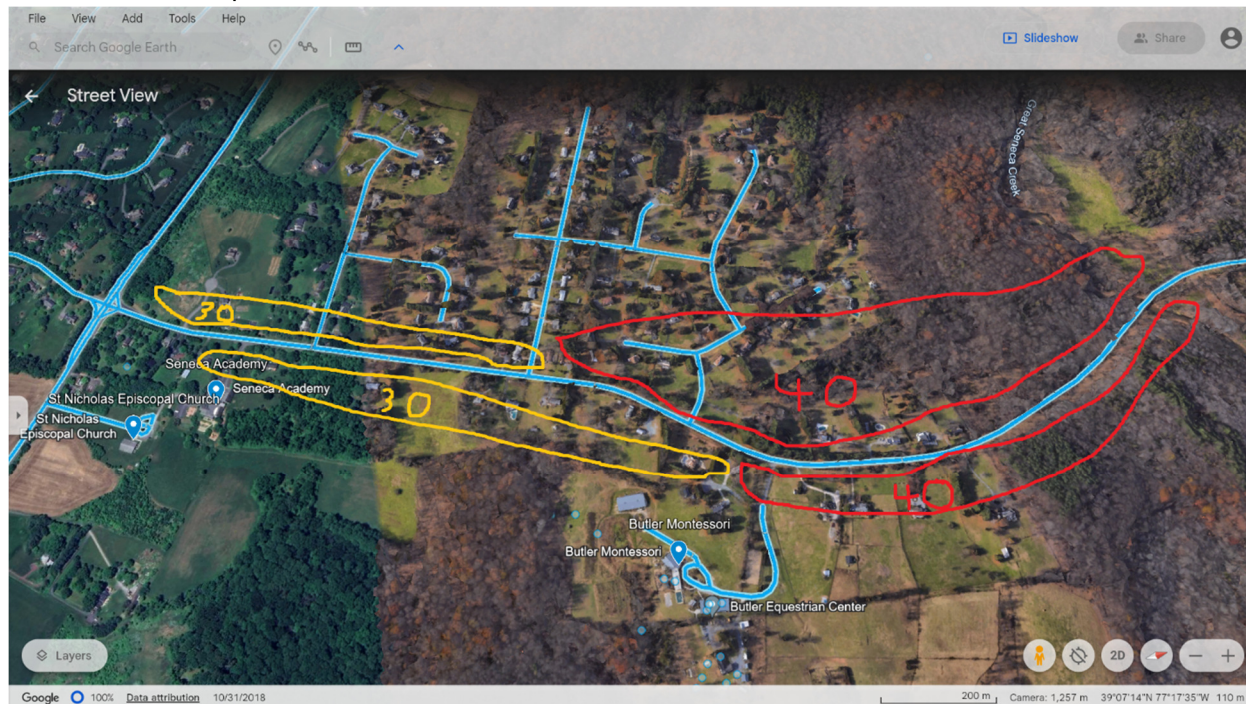 File View Add Tools Help
Search Google Earth
Slideshow
Share
Street View
Great Seneca Creek
30
Seneca Academy
Seneca Academy
30
40
St Nicholas Episcopal Church
St Nicholas
Episcopal Church
40
Butler Montessori
Butler Montessori
Butler Equestrian Center
Layers
2D
Google 100% Data attribution 10/31/2018 200 m Camera: 1,257 m 39°07'14"N 77°17'35"W 110 m